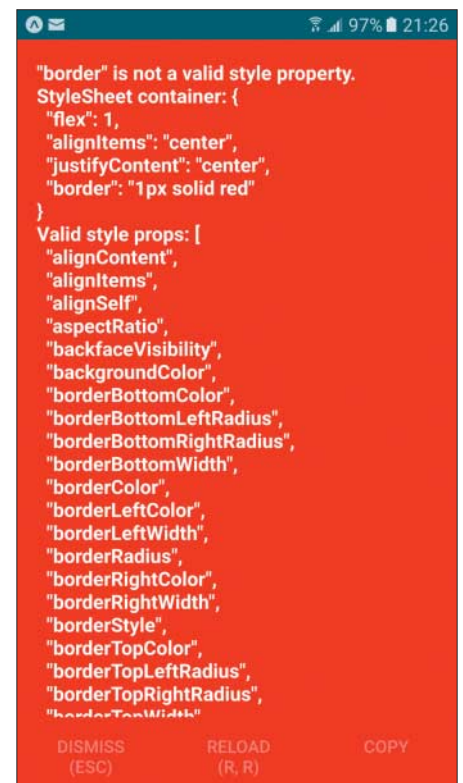 97% 21:26
"border" is not a valid style property.
StyleSheet container: {
"flex": 1,
"alignItems": "center",
"justifyContent": "center",
"border": "1px solid red"
}
Valid style props: [
"alignContent",
"alignItems",
"alignSelf",
"aspectRatio",
"backfaceVisibility",
"backgroundColor",
"borderBottomColor",
"borderBottomLeftRadius",
"borderBottomRightRadius",
"borderBottomWidth",
"borderColor",
"borderLeftColor",
"borderLeftWidth",
"borderRadius",
"borderRightColor",
"borderRightWidth",
"borderStyle",
"borderTopColor",
"borderTopLeftRadius",
"borderTopRightRadius",
"borderTopWidth"
DISMISS RELOAD COPY
(ESC) (R, R)